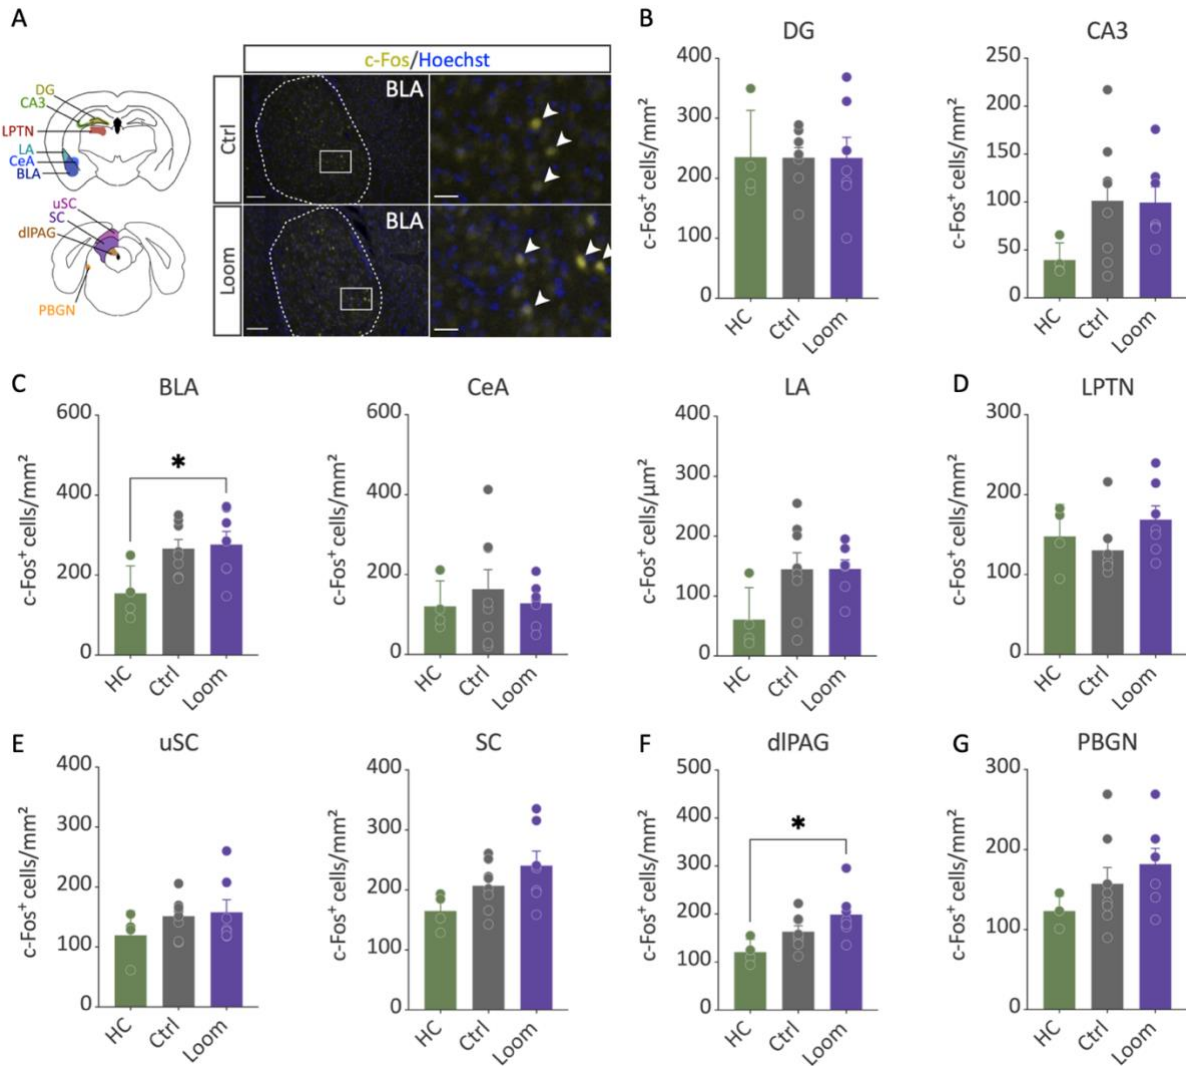 A
c-Fos/Hoechst
DG
CA3
LPTN
LA
CeA
BLA
uSC
SC
dlPAG
PBGN
Ctrl
BLA
Loom
BLA
B
DG
c-Fos⁺ cells/mm²
400
300
200
100
0
HC Ctrl Loom
CA3
c-Fos⁺ cells/mm²
250
200
150
100
50
0
HC Ctrl Loom
C
BLA
c-Fos⁺ cells/mm²
600
400
200
0
*
HC Ctrl Loom
CeA
c-Fos⁺ cells/mm²
600
400
200
0
HC Ctrl Loom
LA
c-Fos⁺ cells/µm²
400
300
200
100
0
HC Ctrl Loom
D
LPTN
c-Fos⁺ cells/mm²
300
200
100
0
HC Ctrl Loom
E
uSC
c-Fos⁺ cells/mm²
400
300
200
100
0
HC Ctrl Loom
SC
c-Fos⁺ cells/mm²
400
300
200
100
0
HC Ctrl Loom
F
dlPAG
c-Fos⁺ cells/mm²
500
400
300
200
100
0
*
HC Ctrl Loom
G
PBGN
c-Fos⁺ cells/mm²
300
200
100
0
HC Ctrl Loom